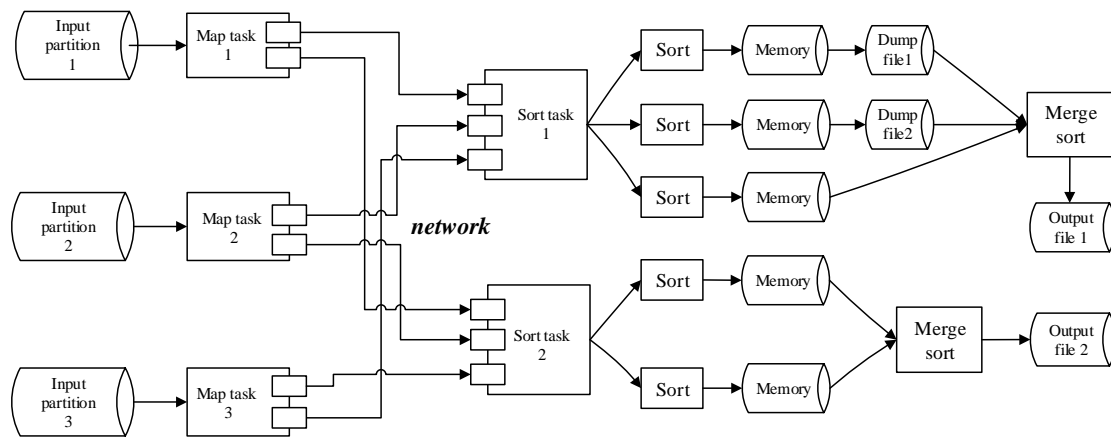 Input
partition
1
Map task
1
Input
partition
2
Map task
2
Input
partition
3
Map task
3
network
Sort task
1
Sort task
2
Sort
Memory
Dump
file1
Sort
Memory
Dump
file2
Sort
Memory
Merge
sort
Output
file 1
Sort
Memory
Sort
Memory
Merge
sort
Output
file 2